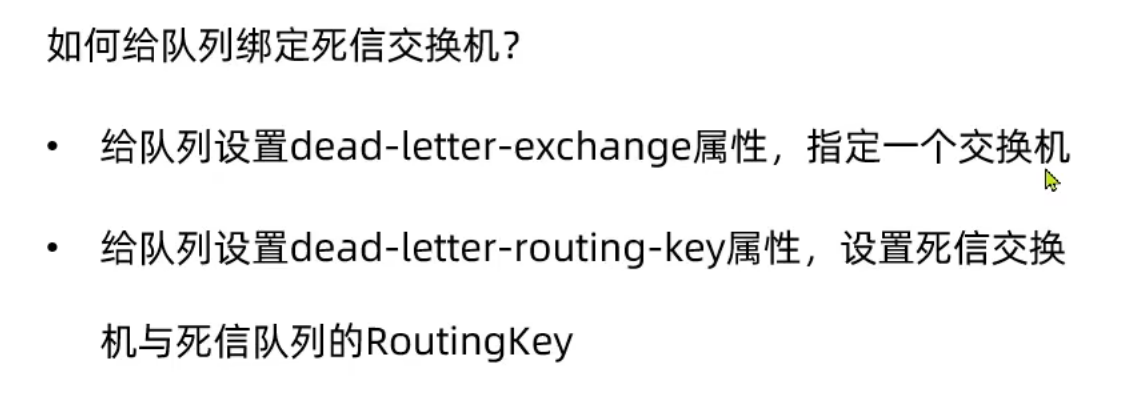 如何给队列绑定死信交换机？
• 给队列设置dead-letter-exchange属性，指定一个交换机
• 给队列设置dead-letter-routing-key属性，设置死信交换
机与死信队列的RoutingKey